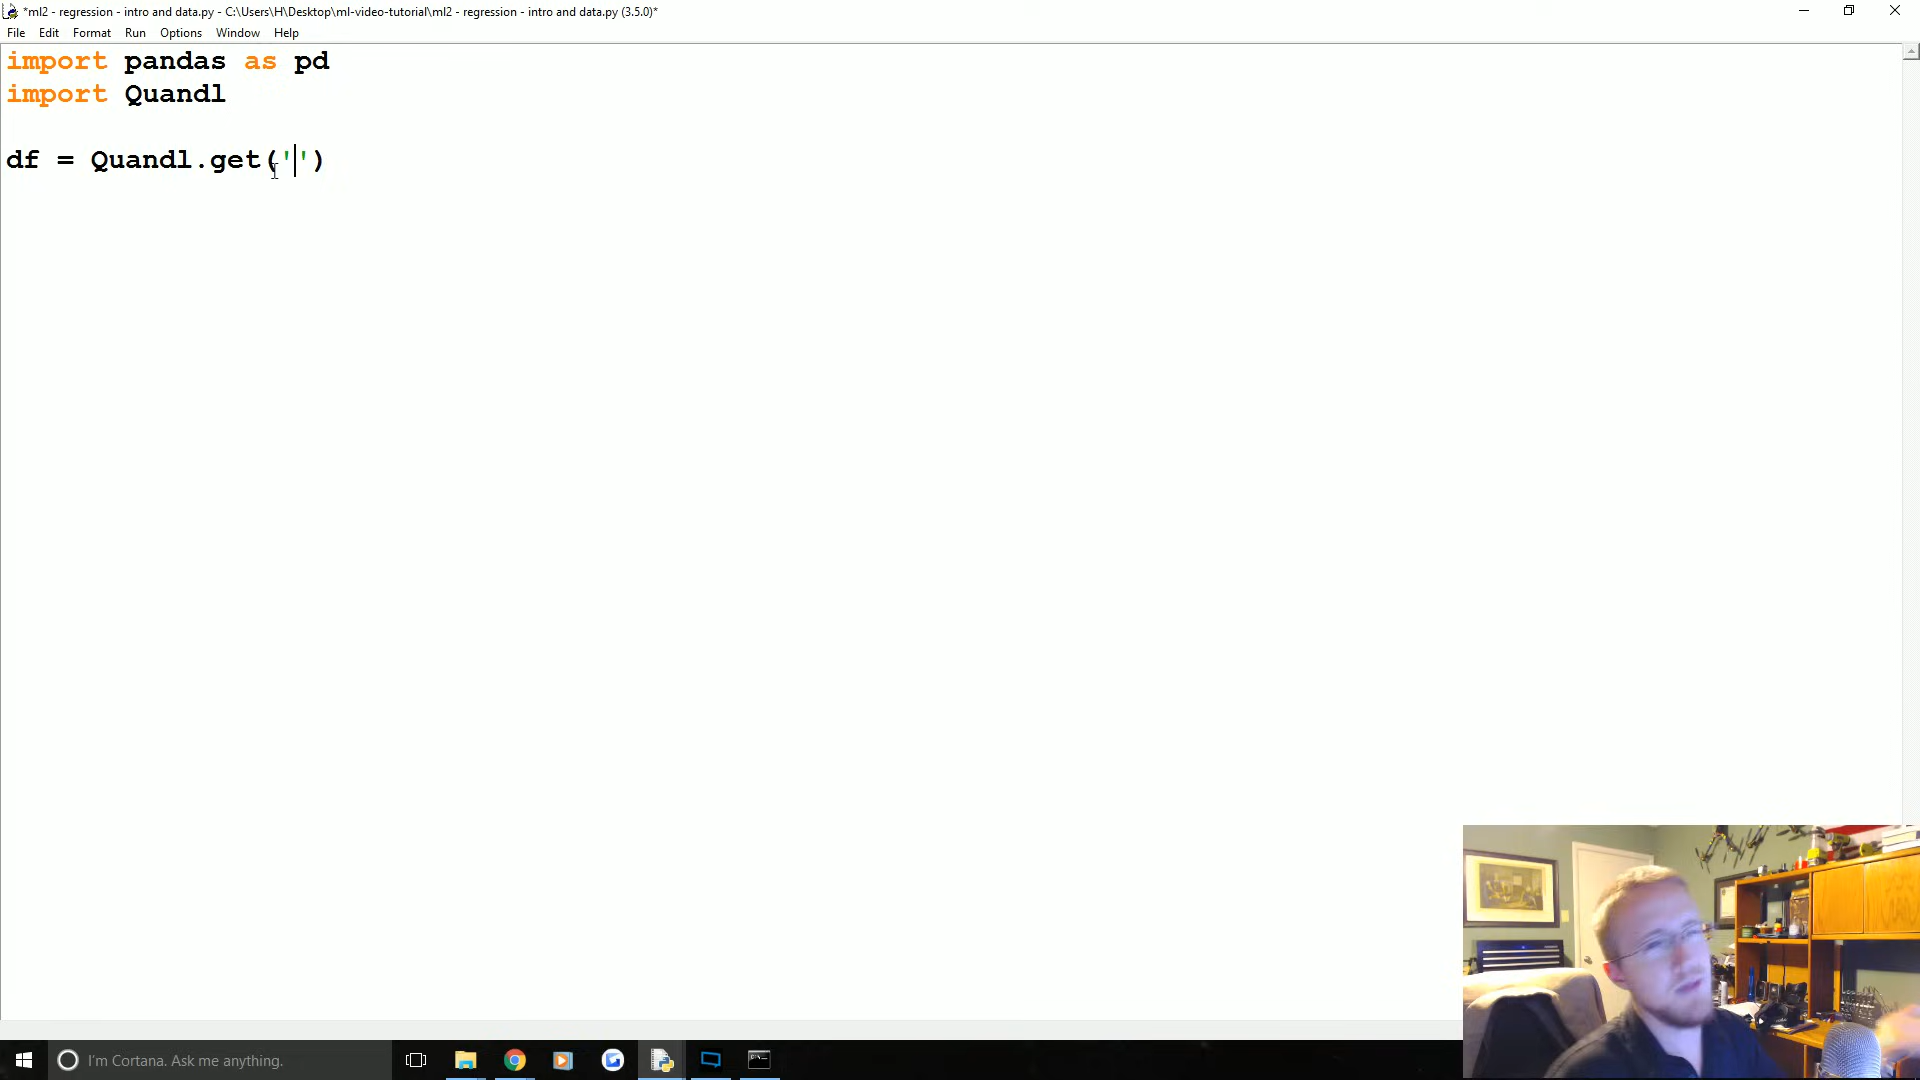 *ml2 - regression - intro and data.py - C:\Users\H\Desktop\ml-video-tutorial\ml2 - regression - intro and data.py (3.5.0)*
File Edit Format Run Options Window Help
import pandas as pd
import Quandl
df = Quandl.get('')
I'm Cortana. Ask me anything.